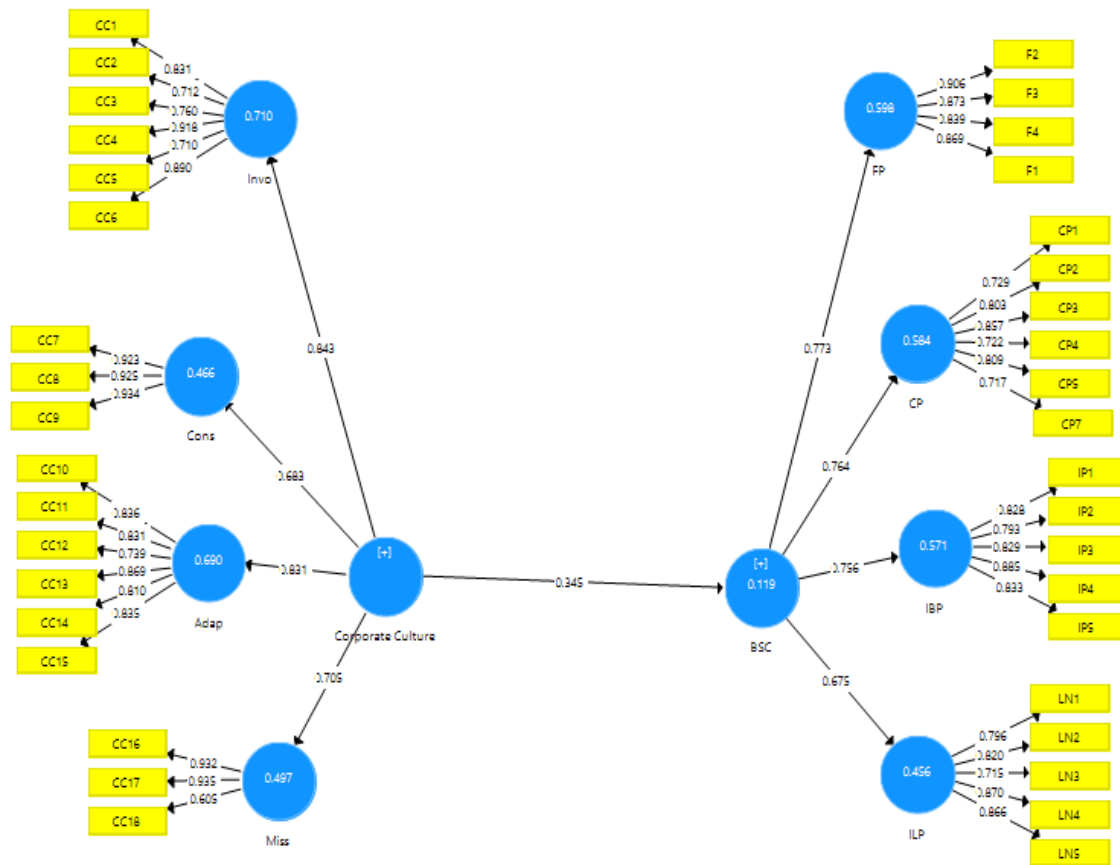 CC1
CC2
CC3
CC4
CC5
CC6
0.831
0.712
0.760
0.918
0.710
0.890
0.710
Invo
CC7
CC8
CC9
0.923
0.925
0.934
0.466
Cons
0.683
0.843
CC10
CC11
CC12
CC13
CC14
CC15
0.836
0.831
0.739
0.869
0.810
0.835
0.690
Adap
0.831
[+]
Corporate Culture
0.705
CC16
CC17
CC18
0.932
0.935
0.605
0.497
Miss
0.345
[+]
0.119
BSC
0.773
0.764
0.756
0.675
0.598
FP
0.906
0.873
0.839
0.869
F2
F3
F4
F1
0.584
CP
0.729
0.803
0.857
0.722
0.809
0.717
CP1
CP2
CP3
CP4
CP5
CP7
0.571
IBP
0.828
0.793
0.829
0.885
0.833
IP1
IP2
IP3
IP4
IP5
0.456
ILP
0.796
0.820
0.715
0.870
0.866
LN1
LN2
LN3
LN4
LN5